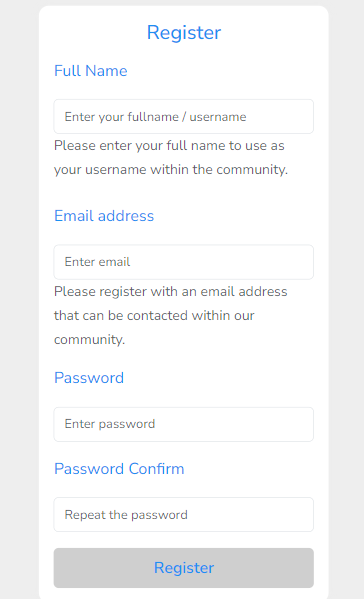 Register
Full Name
Enter your fullname / username
Please enter your full name to use as
your username within the community.
Email address
Enter email
Please register with an email address
that can be contacted within our
community.
Password
Enter password
Password Confirm
Repeat the password
Register